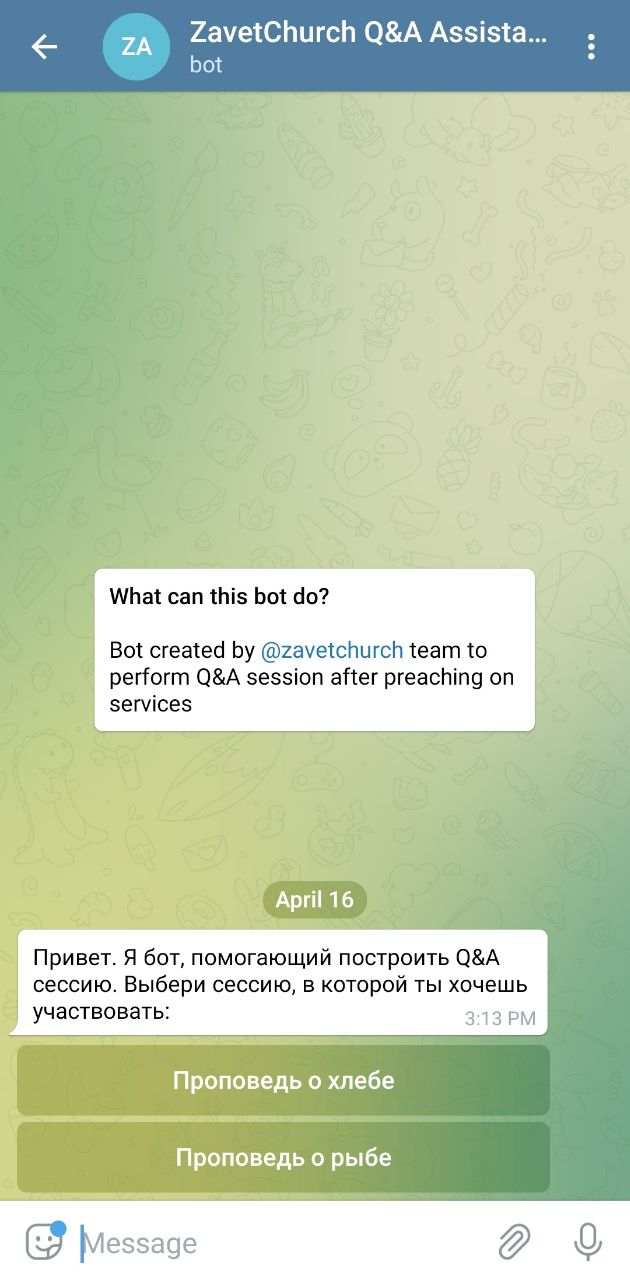 ZA
ZavetChurch Q&A Assista...
bot
What can this bot do?
Bot created by @zavetchurch team to
perform Q&A session after preaching on
services
April 16
Привет. Я бот, помогающий построить Q&A
сессию. Выбери сессию, в которой ты хочешь
участвовать:
3:13 PM
Проповедь о хлебе
Проповедь о рыбе
Message